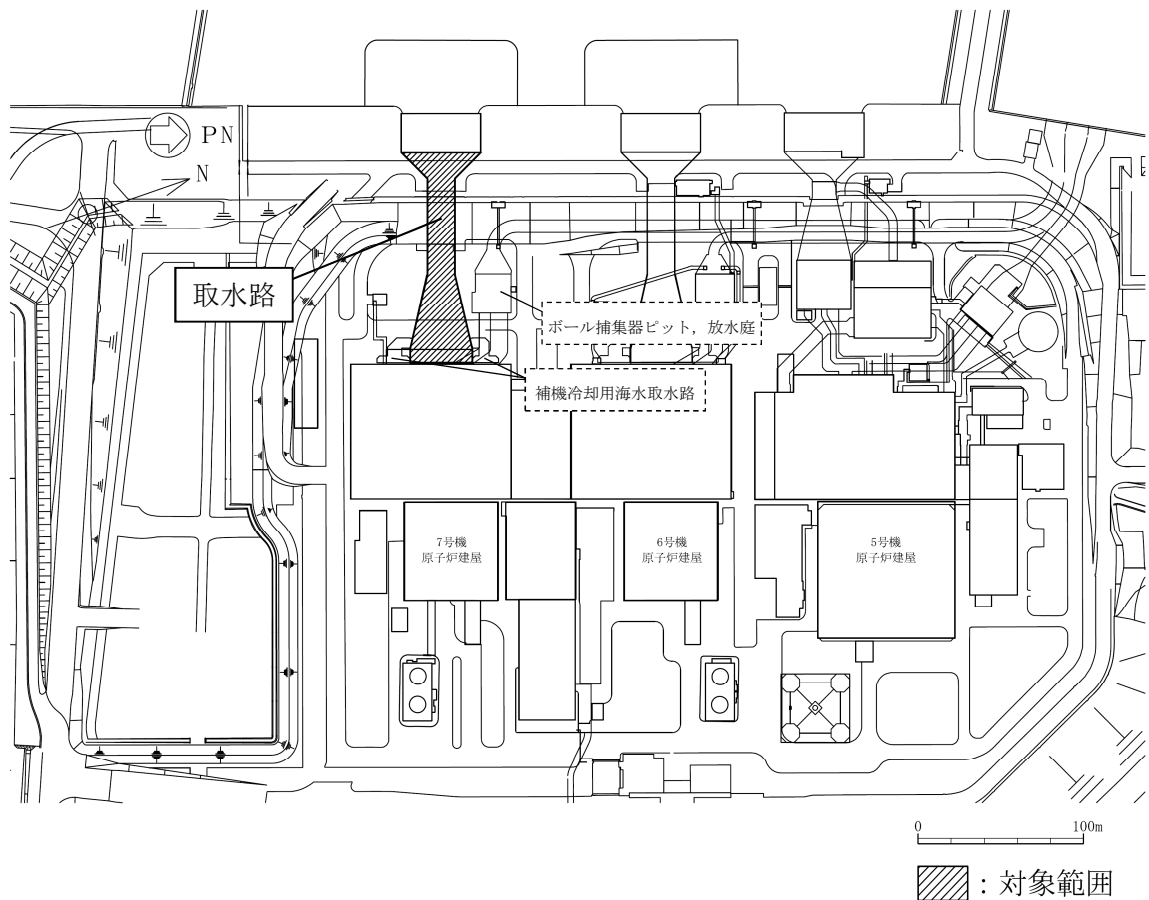 PN
N
取水路
ボール捕集器ピット，放水庭
補機冷却用海水取水路
7号機
原子炉建屋
6号機
原子炉建屋
5号機
原子炉建屋
0 100m
：対象範囲